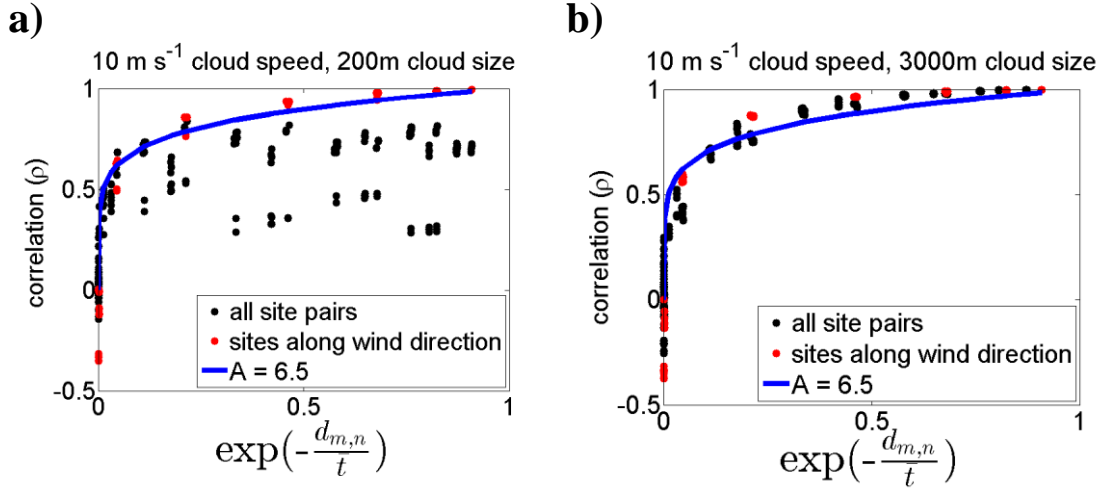 a)
10 m s⁻¹ cloud speed, 200m cloud size
correlation (ρ)
1
0.5
0
-0.5
all site pairs
sites along wind direction
A = 6.5
0 0.5 1
exp(-d_{m,n}/t̄)
b)
10 m s⁻¹ cloud speed, 3000m cloud size
correlation (ρ)
1
0.5
0
-0.5
all site pairs
sites along wind direction
A = 6.5
0 0.5 1
exp(-d_{m,n}/t̄)